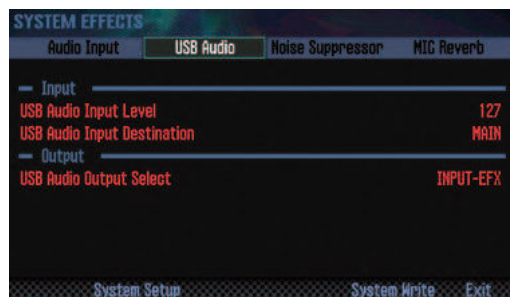 SYSTEM EFFECTS
Audio Input USB Audio Noise Suppressor MIC Reverb
Input
USB Audio Input Level 127
USB Audio Input Destination MAIN
Output
USB Audio Output Select INPUT-EFX
System Setup System Write Exit